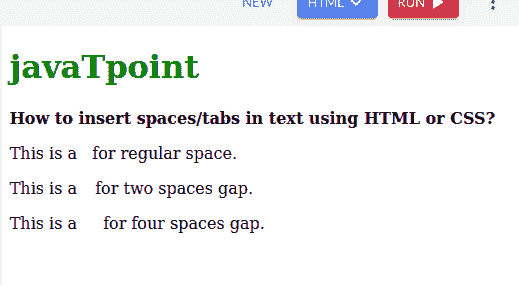 NEW HTML RUN
javaTpoint
How to insert spaces/tabs in text using HTML or CSS?
This is a   for regular space.
This is a    for two spaces gap.
This is a     for four spaces gap.